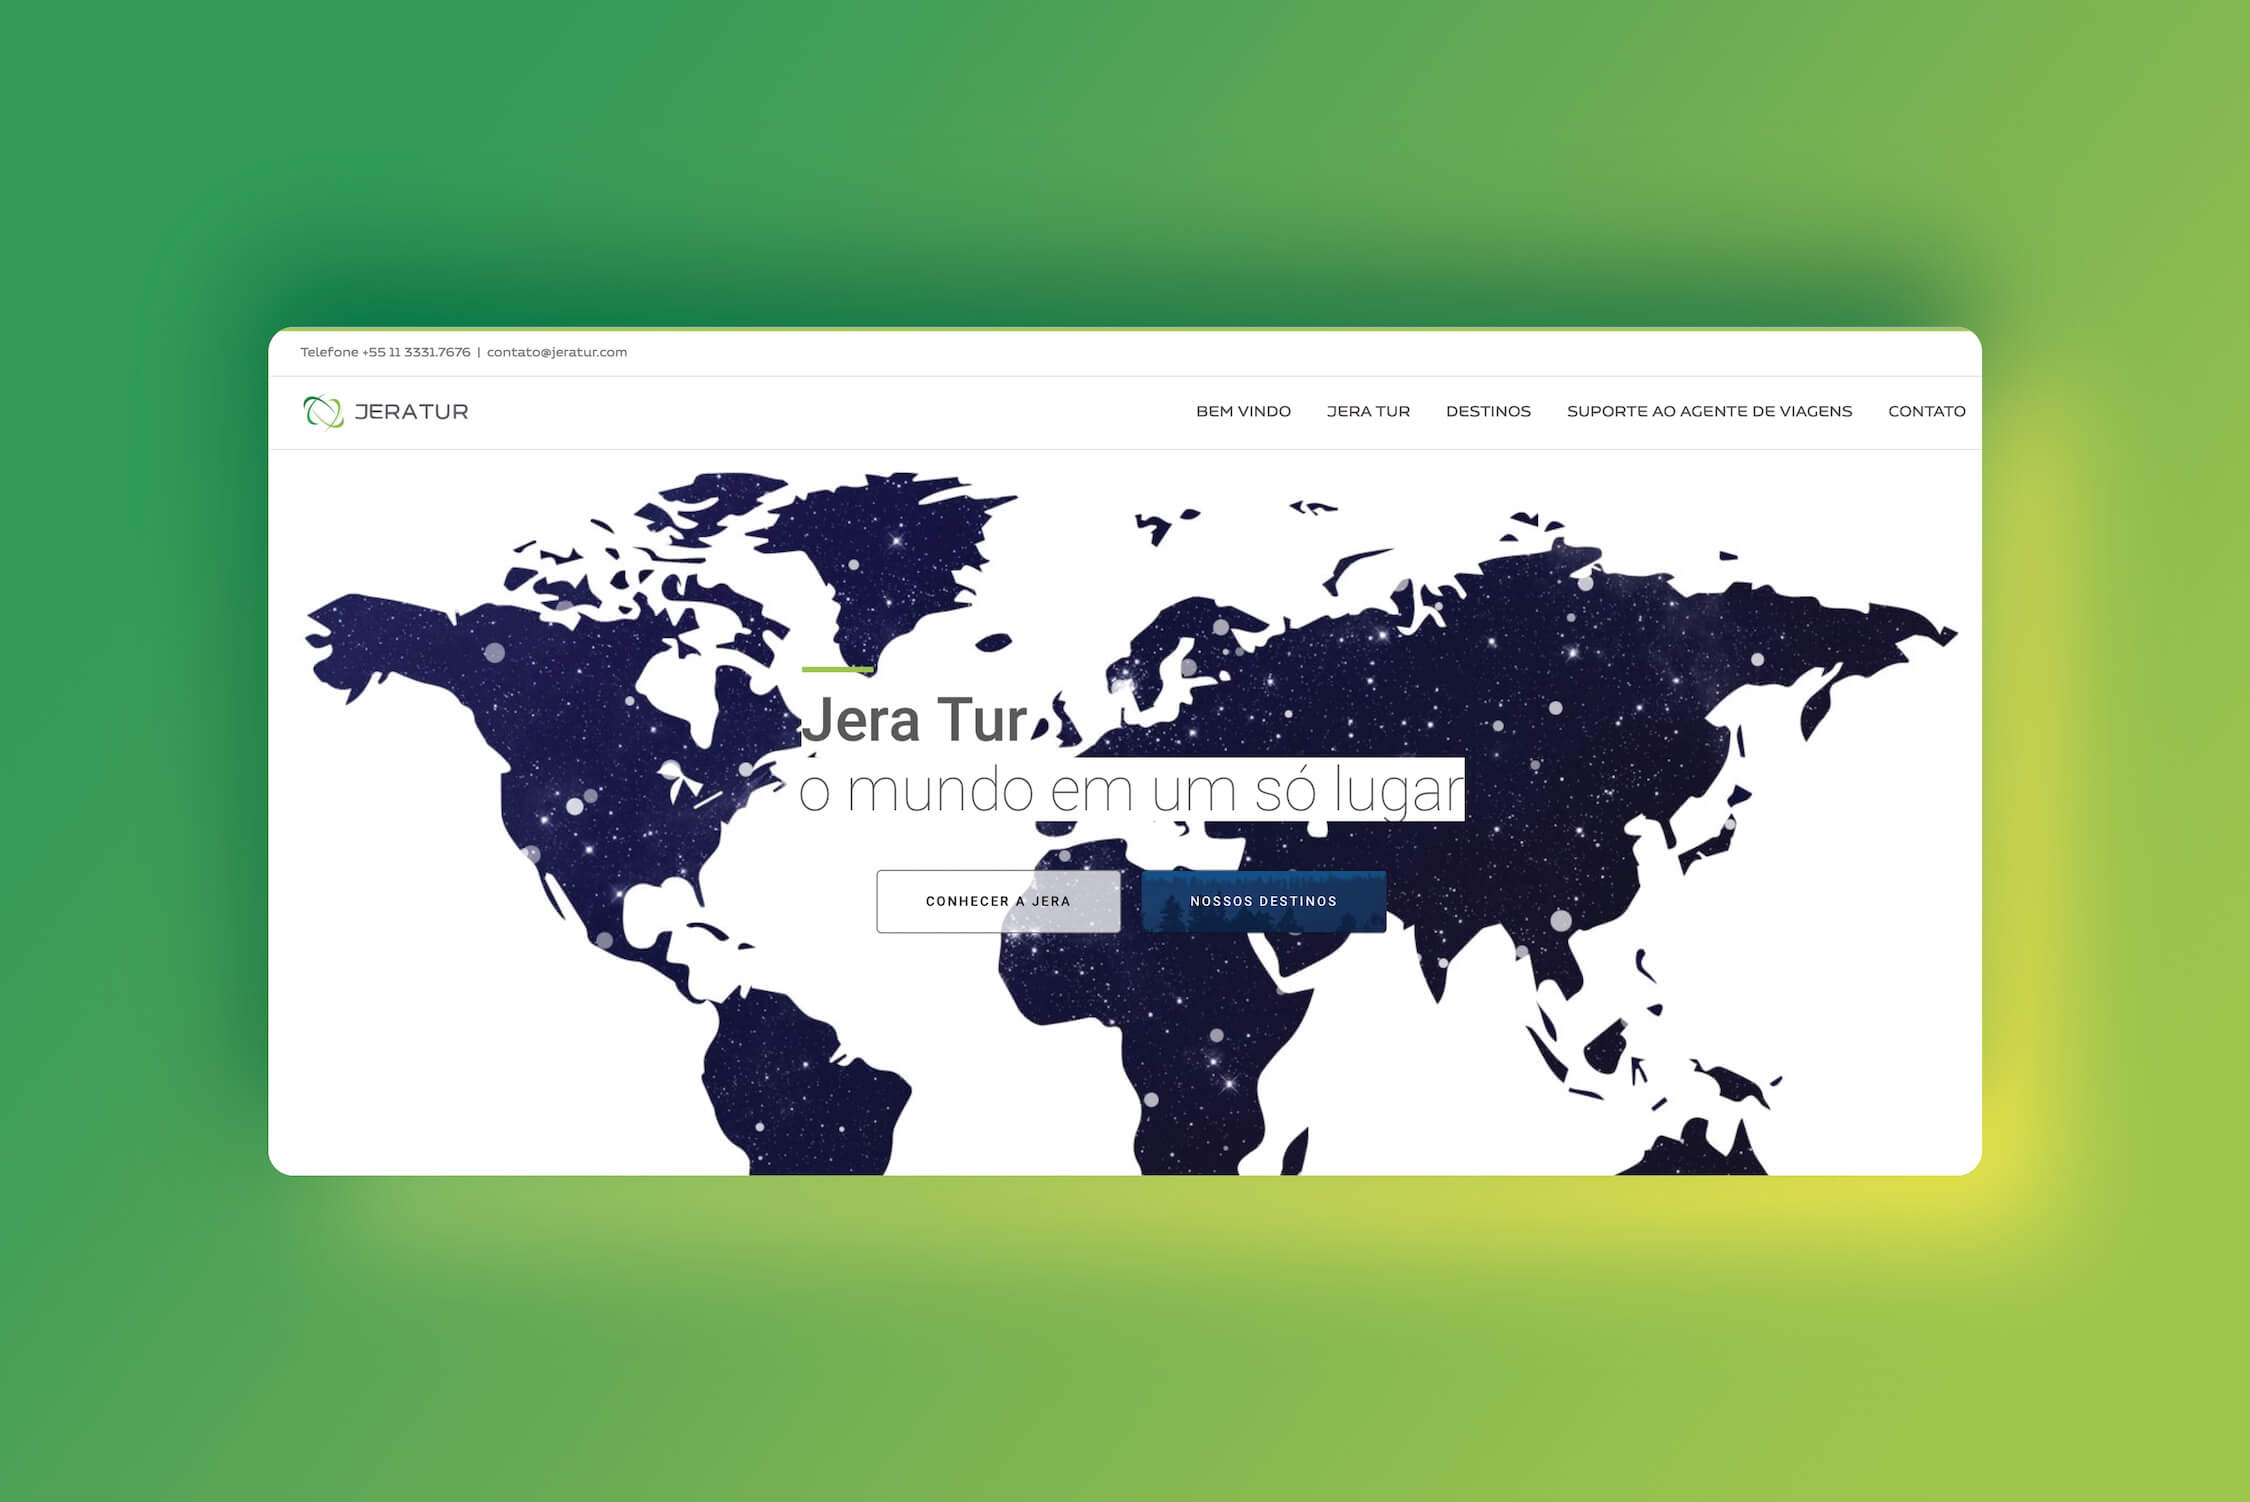 Telefone +55 11 3331.7676 | contato@jeratur.com
JERATUR
BEM VINDO JERA TUR DESTINOS SUPORTE AO AGENTE DE VIAGENS CONTATO
Jera Tur
o mundo em um só lugar
CONHECER A JERA NOSSOS DESTINOS